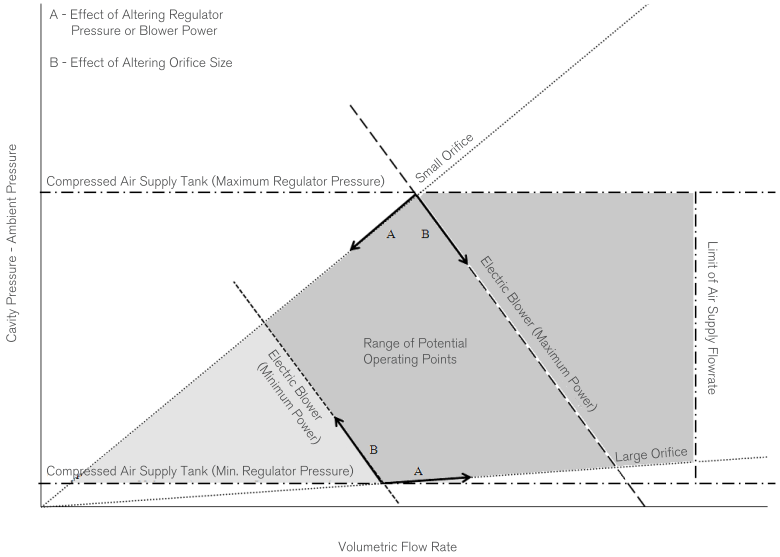 A - Effect of Altering Regulator
Pressure or Blower Power
B - Effect of Altering Orifice Size
Cavity Pressure - Ambient Pressure
Small Orifice
Compressed Air Supply Tank (Maximum Regulator Pressure)
A
B
Electric Blower (Maximum Power)
Limit of Air Supply Flowrate
Range of Potential
Operating Points
Electric Blower
(Minimum Power)
B
A
Large Orifice
Compressed Air Supply Tank (Min. Regulator Pressure)
Volumetric Flow Rate